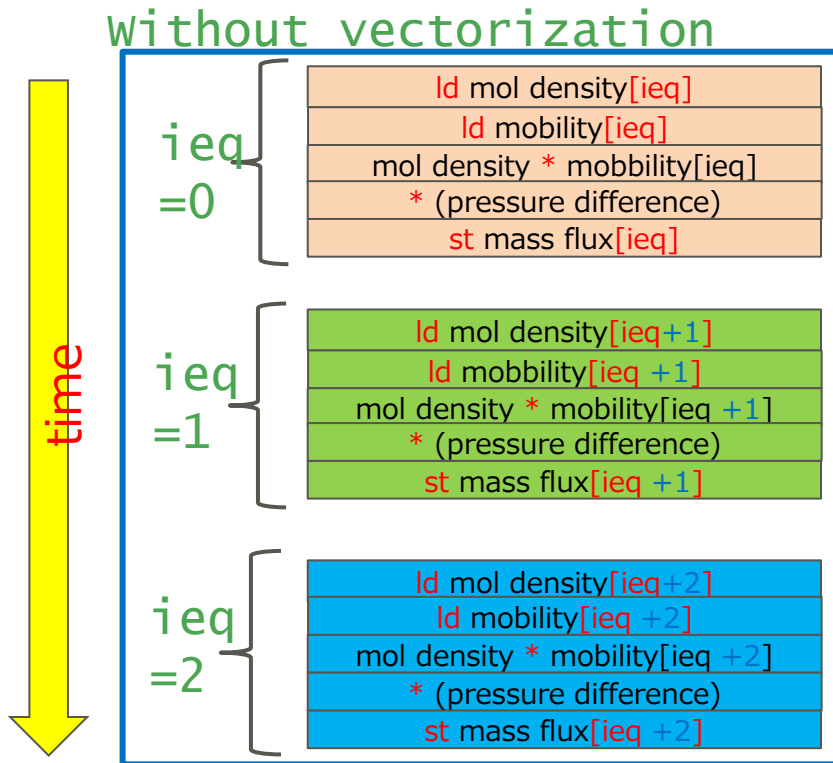 Without vectorization
time
ieq
=0
ld mol density[ieq]
ld mobility[ieq]
mol density * mobbility[ieq]
* (pressure difference)
st mass flux[ieq]
ieq
=1
ld mol density[ieq+1]
ld mobbility[ieq +1]
mol density * mobility[ieq +1]
* (pressure difference)
st mass flux[ieq +1]
ieq
=2
ld mol density[ieq+2]
ld mobility[ieq +2]
mol density * mobility[ieq +2]
* (pressure difference)
st mass flux[ieq +2]